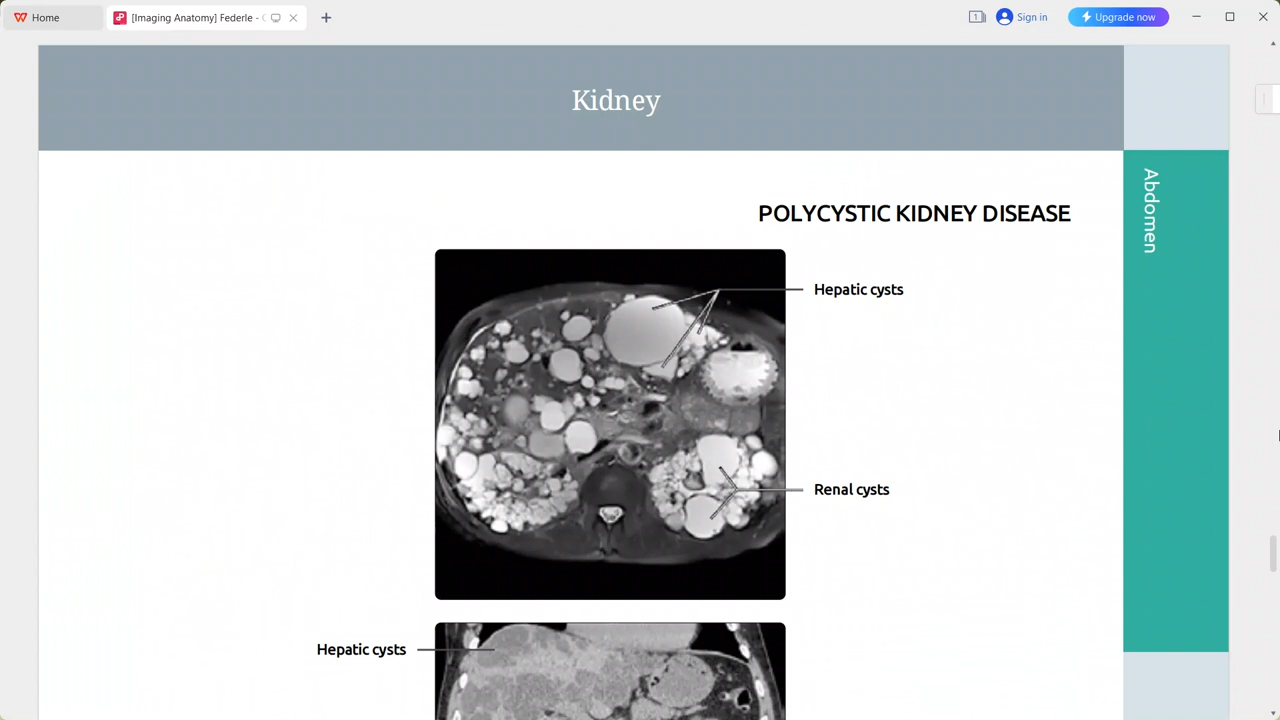 Home
[Imaging Anatomy] Federle -
1
Sign in
Upgrade now
Kidney
Abdomen
POLYCYSTIC KIDNEY DISEASE
Hepatic cysts
Renal cysts
Hepatic cysts